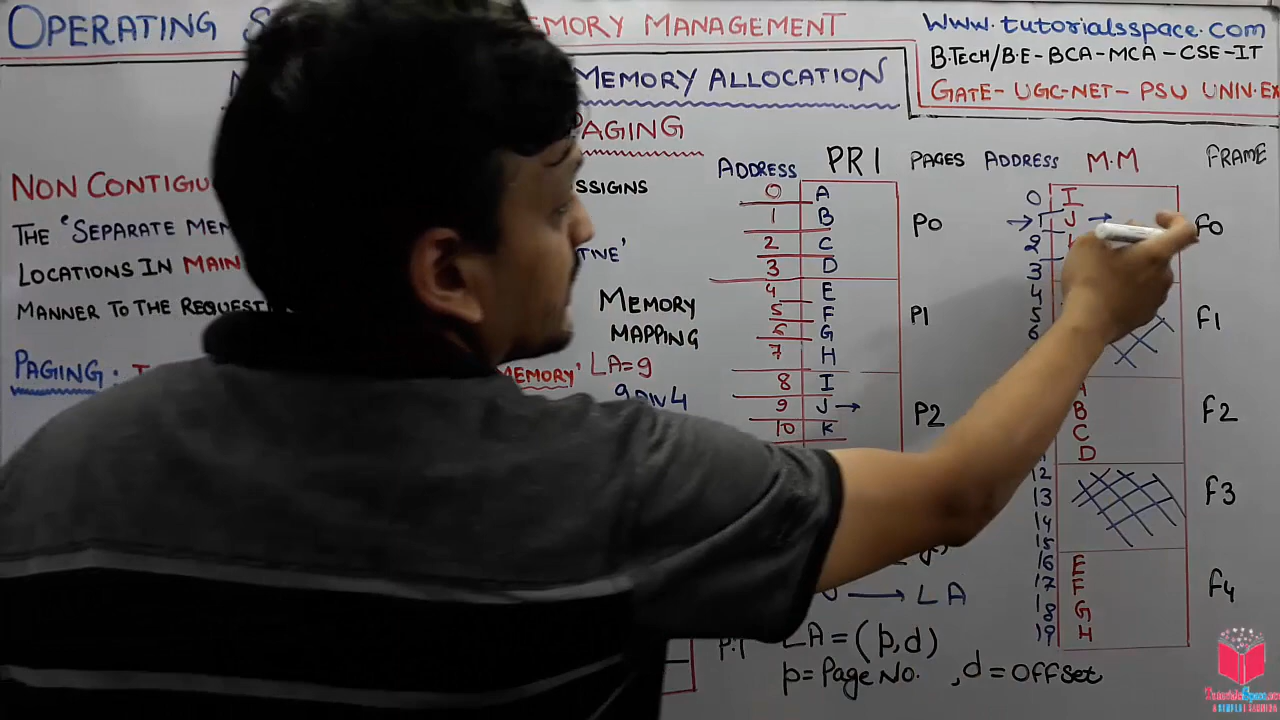 OPERATING S MEMORY MANAGEMENT
WWW.tutorialsspace.com
B.TECH/B.E-BCA-MCA-CSE-IT
GATE-UGC-NET-PSU UNIV.EX
MEMORY ALLOCATION
PAGING
NON CONTIGU
THE "SEPARATE MEM
LOCATIONS IN MAIN
MANNER TO THE REQUEST
PAGING:
SSIGNS
TIVE'
MEMORY
MAPPING
MEMORY' LA=9
9 DIV 4
ADDRESS PR1 PAGES
0 A
1 B
2 C
3 D
P0
4 E
5 F
6 G
7 H
P1
8 I
9 J →
10 K
P2
ADDRESS M.M FRAME
0 I
→ 1 J →
2
3
F0
4
5
6
F1
A
B
C
D
F2
12
13
14
15
F3
16 E
17 F
18 G
19 H
F4
→ LA
P.T LA=(p,d)
p=Page No. , d=Offset